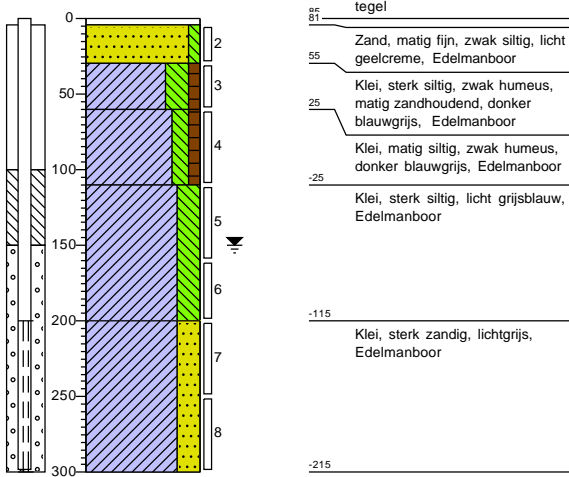 0
50
100
150
200
250
300
2
3
4
5
6
7
8
85
tegel
81
Zand, matig fijn, zwak siltig, licht
geelcreme, Edelmanboor
55
Klei, sterk siltig, zwak humeus,
matig zandhoudend, donker
blauwgrijs, Edelmanboor
25
Klei, matig siltig, zwak humeus,
donker blauwgrijs, Edelmanboor
-25
Klei, sterk siltig, licht grijsblauw,
Edelmanboor
-115
Klei, sterk zandig, lichtgrijs,
Edelmanboor
-215